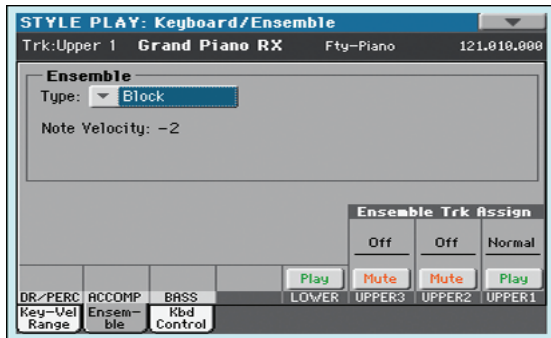 STYLE PLAY: Keyboard/Ensemble
Trk:Upper 1 Grand Piano RX Fty-Piano 121.010.000
Ensemble
Type: Block
Note Velocity: -2
Ensemble Trk Assign
Off Off Normal
Play Mute Mute Play
DR/PERC ACCOMP BASS LOWER UPPER3 UPPER2 UPPER1
Key-Vel Ensem- Kbd
Range ble Control